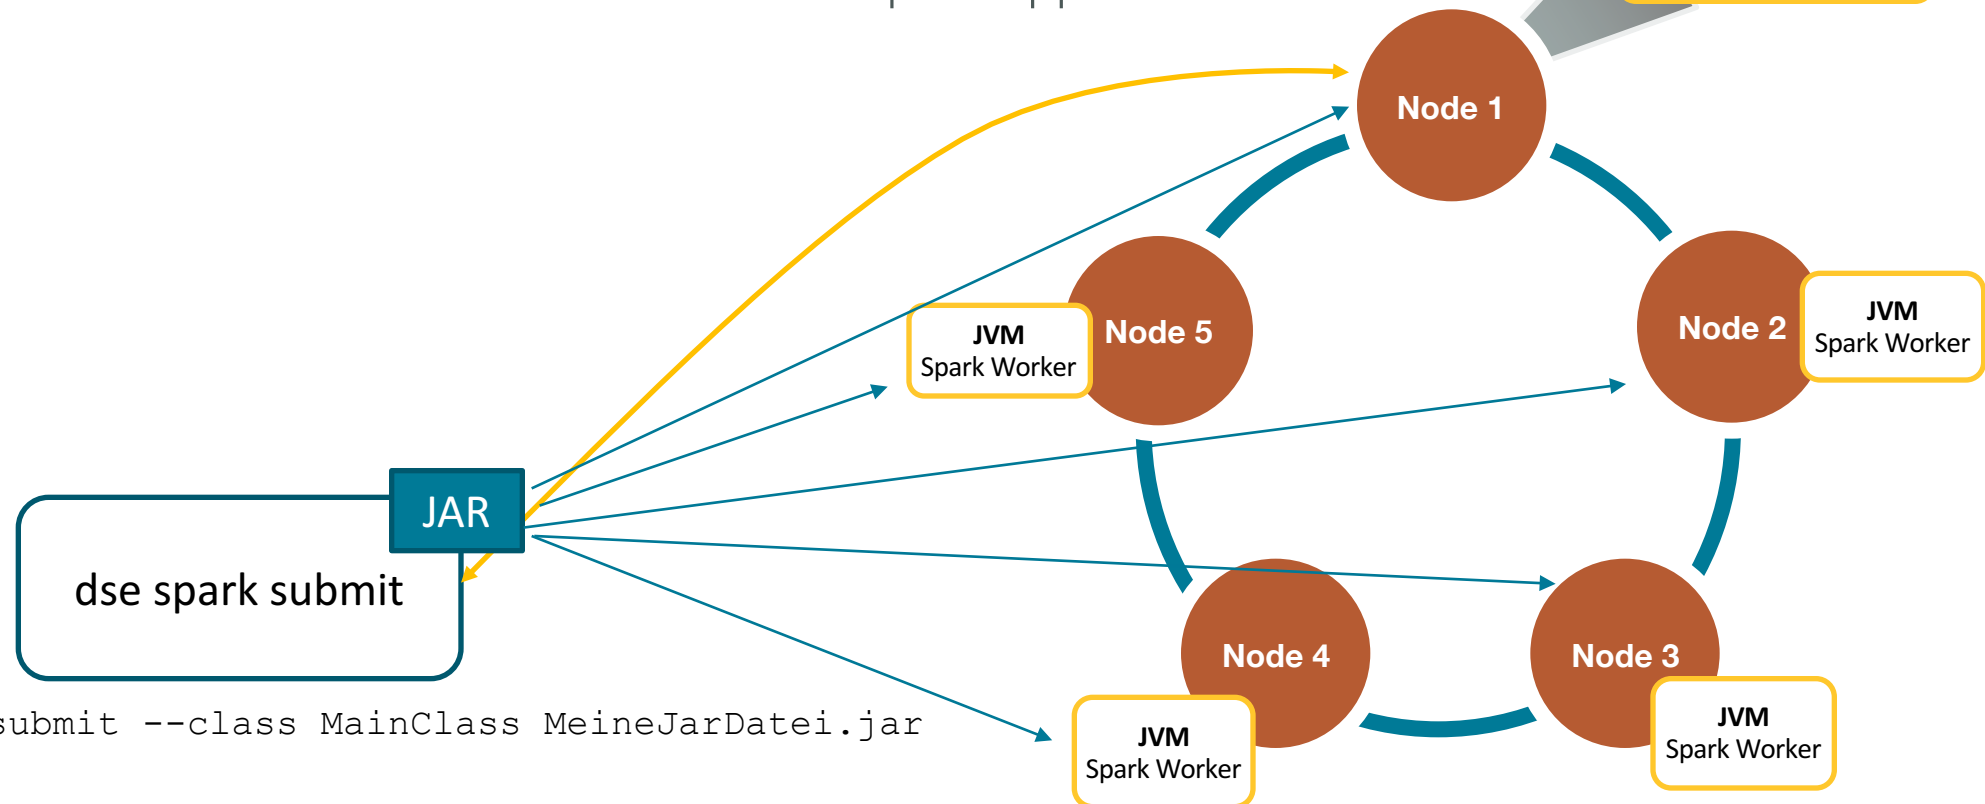 Node 1
JVM
Spark Worker
Node 5
Node 2
JVM
Spark Worker
JAR
dse spark submit
Node 4
Node 3
submit --class MainClass MeineJarDatei.jar
JVM
Spark Worker
JVM
Spark Worker